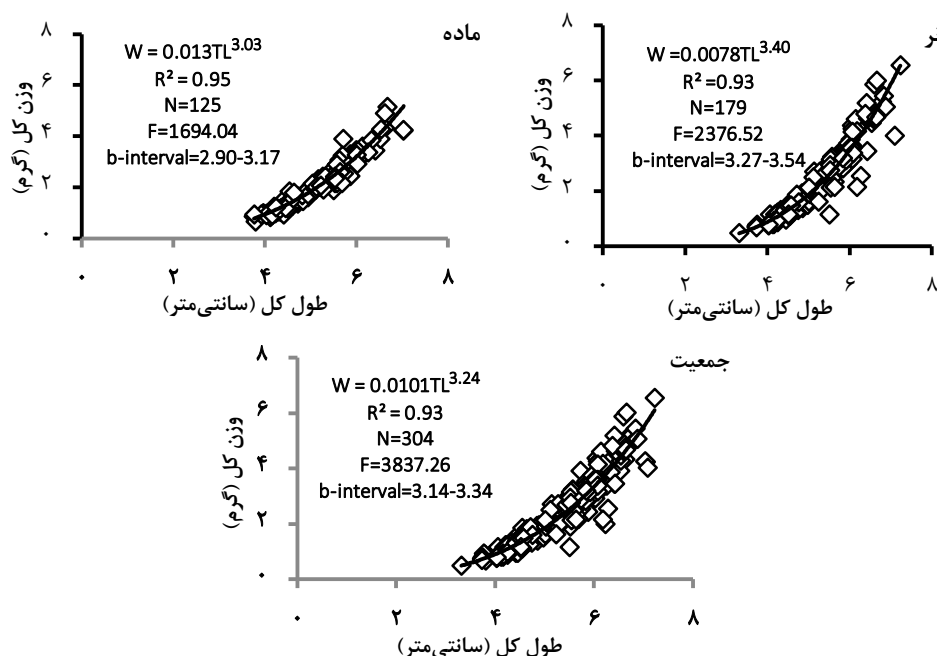 ماده
W = 0.013TL^3.03
R² = 0.95
N=125
F=1694.04
b-interval=2.90-3.17
وزن کل (گرم)
۸
۶
۴
۲
۰
۰ ۲ ۴ ۶ ۸
طول کل (سانتی‌متر)
W =0.0078TL^3.40
R² = 0.93
N=179
F=2376.52
b-interval=3.27-3.54
وزن کل (گرم)
۸
۶
۴
۲
۰
۰ ۲ ۴ ۶ ۸
طول کل (سانتی‌متر)
جمعیت
W = 0.0101TL^3.24
R² = 0.93
N=304
F=3837.26
b-interval=3.14-3.34
وزن کل (گرم)
۸
۶
۴
۲
۰
۰ ۲ ۴ ۶ ۸
طول کل (سانتی‌متر)